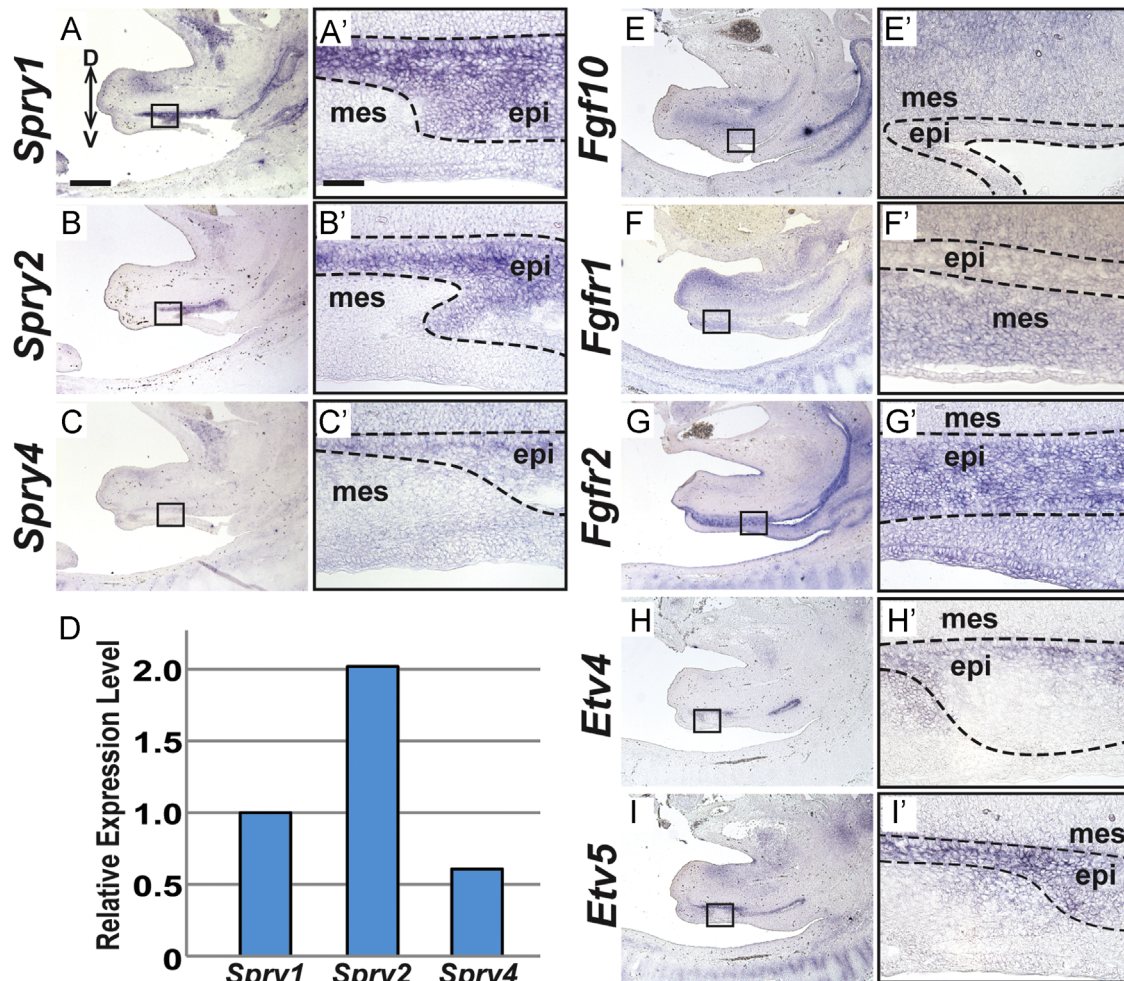 Spry1
A
D
V
A'
mes
epi
Spry2
B
B'
epi
mes
Spry4
C
C'
epi
mes
D
Relative Expression Level
2.0
1.5
1.0
0.5
0
Spry1 Spry2 Spry4
Fgf10
E
E'
mes
epi
Fgfr1
F
F'
epi
mes
Fgfr2
G
G'
mes
epi
Etv4
H
H'
mes
epi
Etv5
I
I'
mes
epi